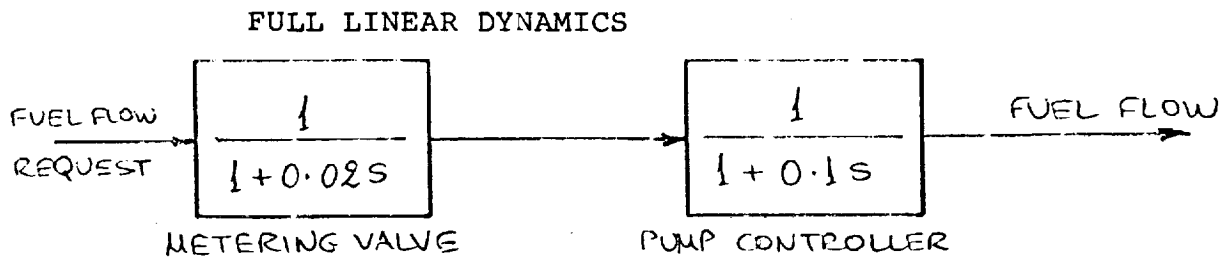 FULL LINEAR DYNAMICS
FUEL FLOW
REQUEST
1
1+0.02S
METERING VALVE
1
1+0.1S
PUMP CONTROLLER
FUEL FLOW